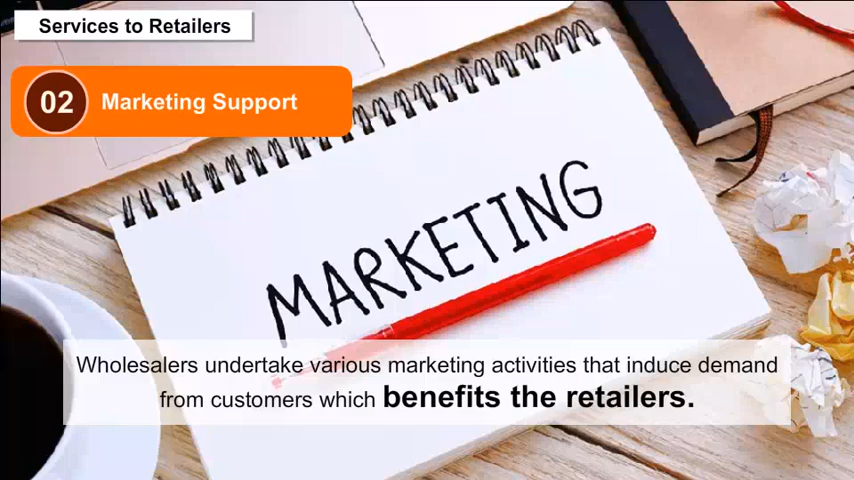 Services to Retailers
02 Marketing Support
MARKETING
Wholesalers undertake various marketing activities that induce demand
from customers which benefits the retailers.